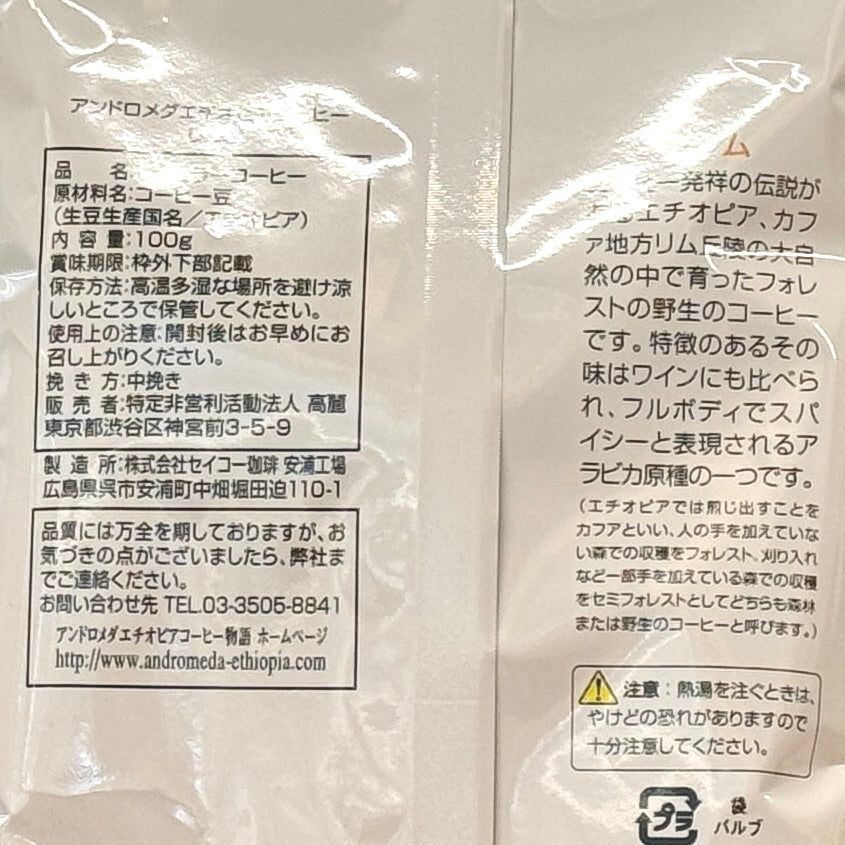 アンドロメダエチオ ヒー
品 名: ラーコーヒー
原材料名:コーヒー豆
(生豆生産国名/エチオピア)
内 容 量:100g
賞味期限:枠外下部記載
保存方法:高温多湿な場所を避け涼
しいところで保管してください。
使用上の注意:開封後はお早めにお
召し上がりください。
挽 き 方:中挽き
販 売 者:特定非営利活動法人 高麗
東京都渋谷区神宮前3-5-9
製 造 所:株式会社セイコー珈琲 安浦工場
広島県呉市安浦町中畑堀田迫110-1
品質には万全を期しておりますが、お
気づきの点がございましたら、弊社ま
でご連絡ください。
お問い合わせ先 TEL.03-3505-8841
アンドロメダエチオピアコーヒー物語 ホームページ
http://www.andromeda-ethiopia.com
ム
ー発祥の伝説が
エチオピア、カフ
ァ地方リム丘陵の大自
然の中で育ったフォレ
ストの野生のコーヒー
です。特徴のあるその
味はワインにも比べら
れ、フルボディでスパ
イシーと表現されるア
ラビカ原種の一つです。
(エチオピアでは煎じ出すことを
カフアといい、人の手を加えていな
い森での収穫をフォレスト、刈り入れ
など一部手を加えている森での収穫
をセミフォレストとしてどちらも森林
または野生のコーヒーと呼びます。)
注意:熱湯を注ぐときは、
やけどの恐れがありますので
十分注意してください。
プラ 袋
バルブ